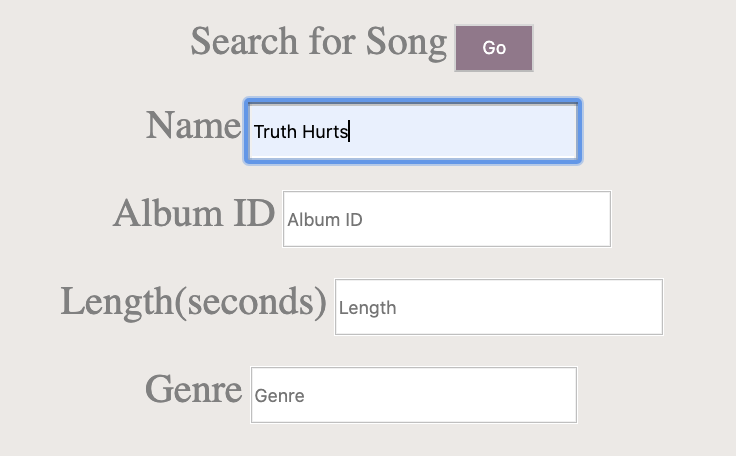 Search for Song Go
Name Truth Hurts
Album ID Album ID
Length(seconds) Length
Genre Genre